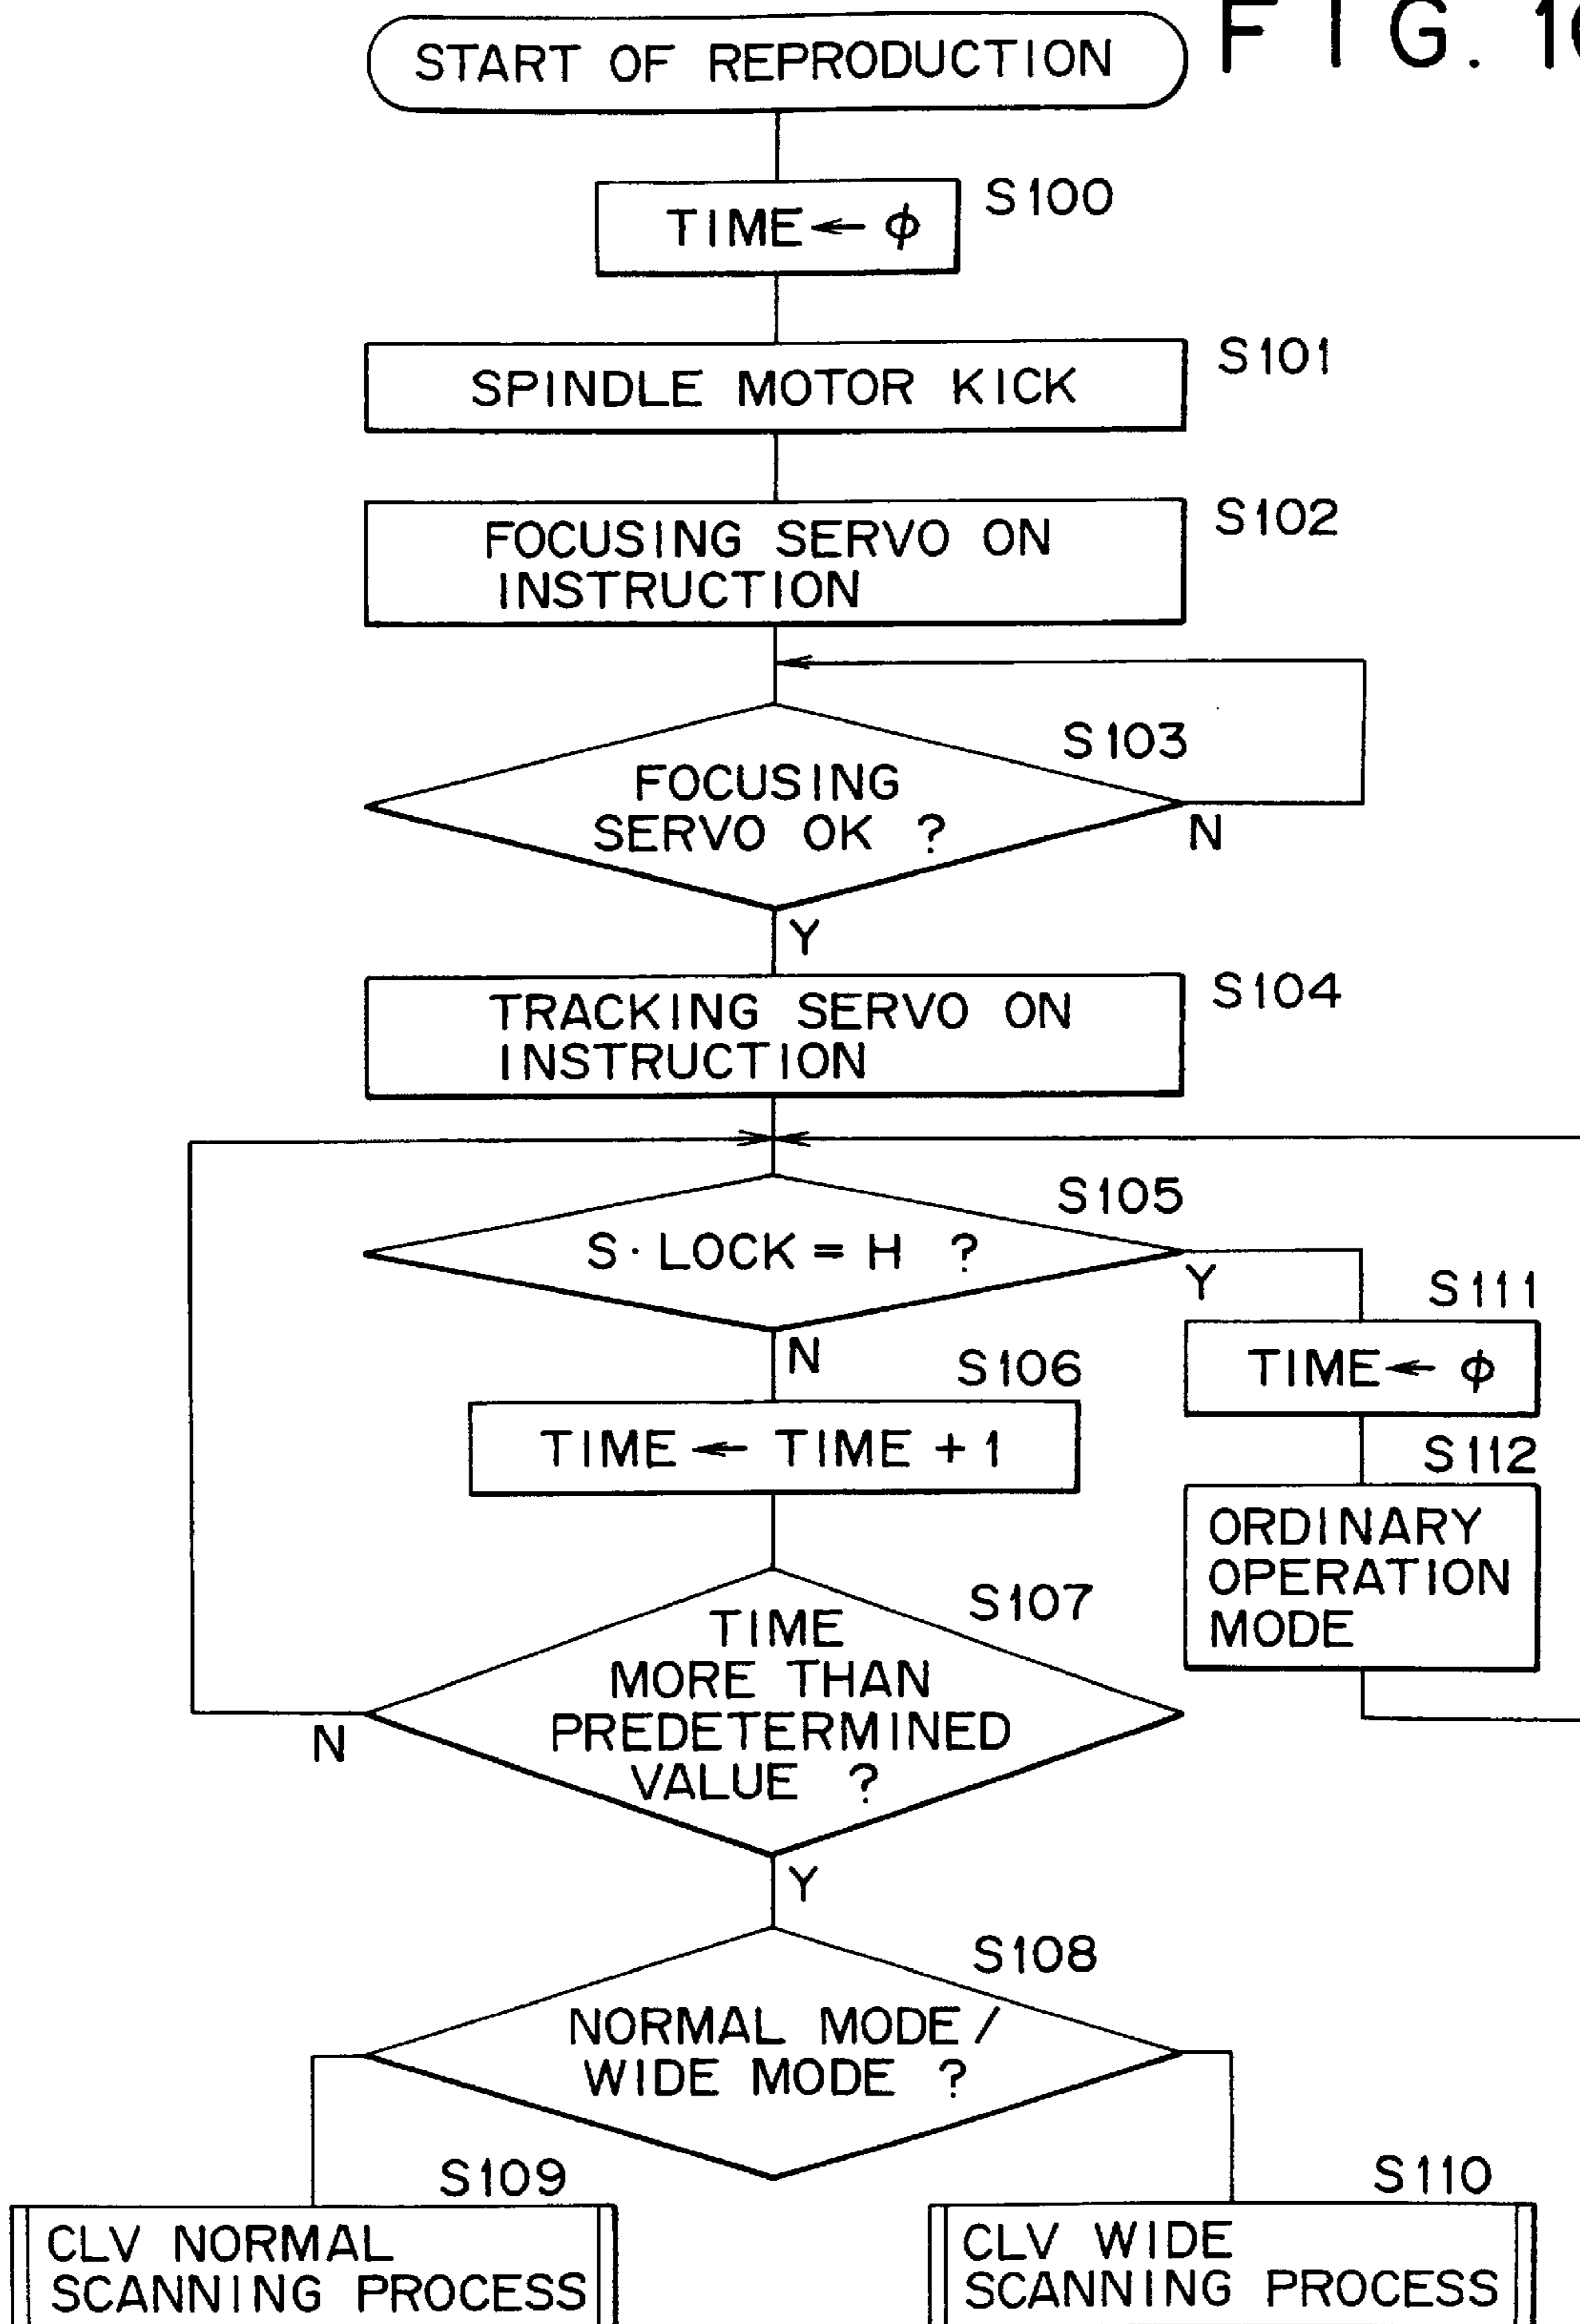 FIG. 10
START OF REPRODUCTION
S100
TIME ← ϕ
S101
SPINDLE MOTOR KICK
S102
FOCUSING SERVO ON
INSTRUCTION
S103
FOCUSING
SERVO OK ?
N
Y
S104
TRACKING SERVO ON
INSTRUCTION
S105
S·LOCK = H ?
Y
N
S111
TIME ← ϕ
S106
TIME ← TIME + 1
S112
ORDINARY
OPERATION
MODE
S107
TIME
MORE THAN
PREDETERMINED
VALUE ?
N
Y
S108
NORMAL MODE /
WIDE MODE ?
S109
CLV NORMAL
SCANNING PROCESS
S110
CLV WIDE
SCANNING PROCESS